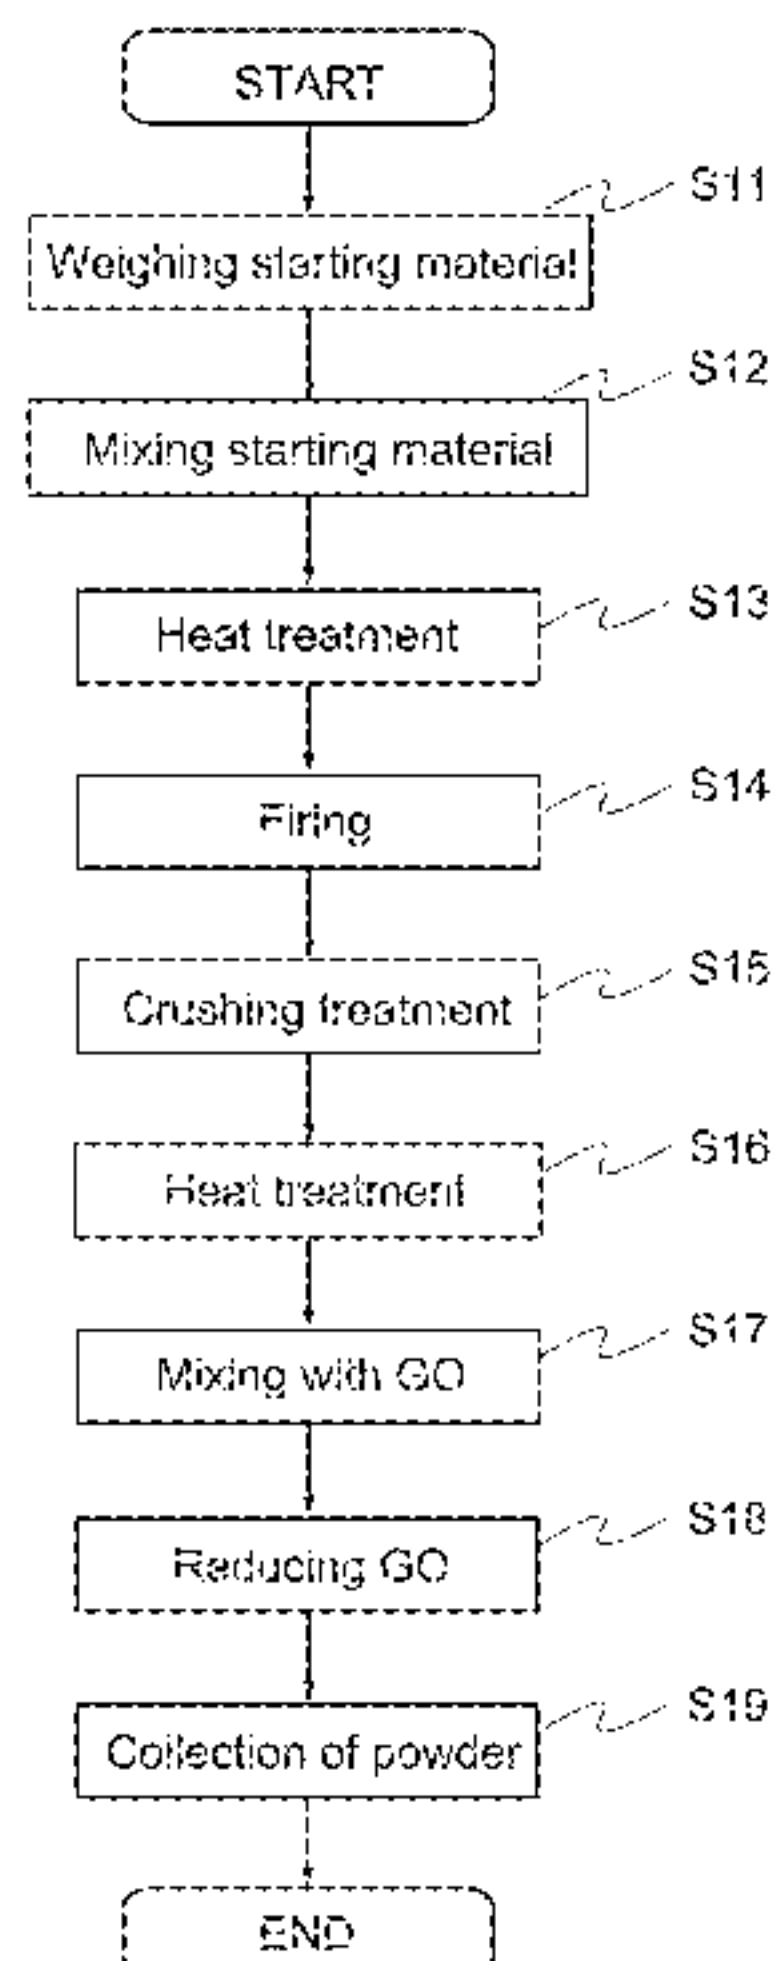 START
S11
Weighing starting material
S12
Mixing starting material
S13
Heat treatment
S14
Firing
S15
Crushing treatment
S16
Heat treatment
S17
Mixing with GO
S18
Reducing GO
S19
Collection of powder
END